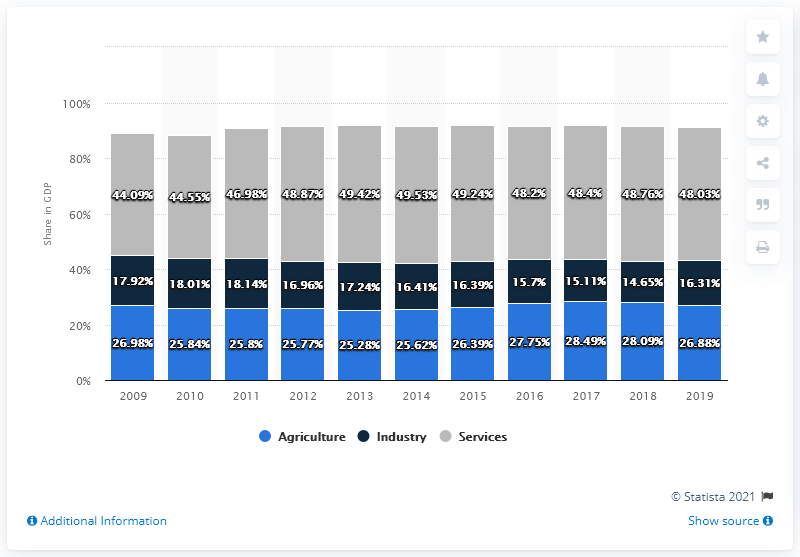 100%
80%
60%
40%
20%
0%
Share in GDP
44.09% 44.55% 46.98% 48.87% 49.42% 49.53% 49.24% 48.2% 48.4% 48.76% 48.03%
17.92% 18.01% 18.14% 16.96% 17.24% 16.41% 16.39% 15.7% 15.11% 14.65% 16.31%
26.98% 25.84% 25.8% 25.77% 25.28% 25.62% 26.39% 27.75% 28.49% 28.09% 26.88%
2009 2010 2011 2012 2013 2014 2015 2016 2017 2018 2019
Agriculture Industry Services
© Statista 2021
Additional Information Show source